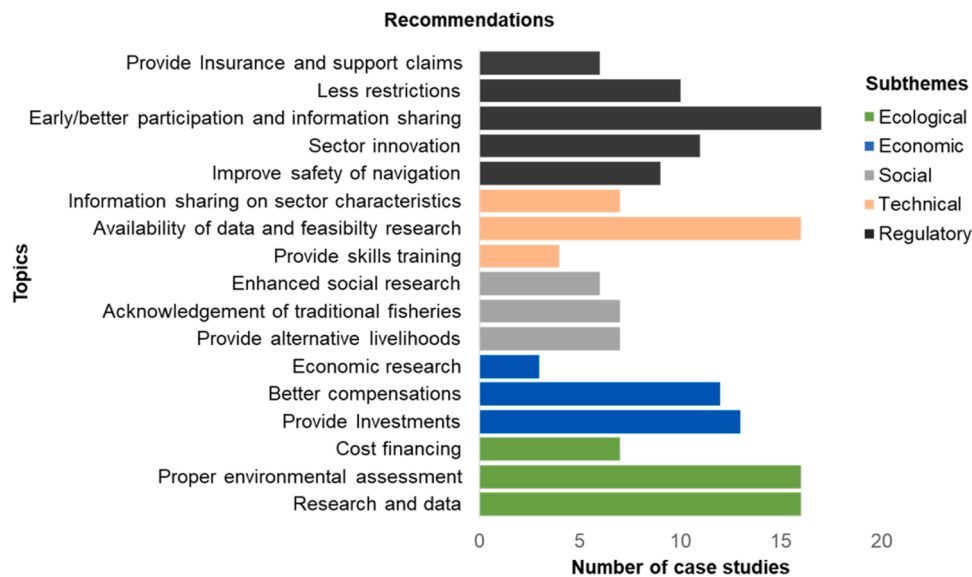 Recommendations
Provide Insurance and support claims
Less restrictions
Early/better participation and information sharing
Sector innovation
Improve safety of navigation
Information sharing on sector characteristics
Availability of data and feasibilty research
Provide skills training
Enhanced social research
Acknowledgement of traditional fisheries
Provide alternative livelihoods
Economic research
Better compensations
Provide Investments
Cost financing
Proper environmental assessment
Research and data
Topics
0 5 10 15 20
Number of case studies
Subthemes
Ecological
Economic
Social
Technical
Regulatory